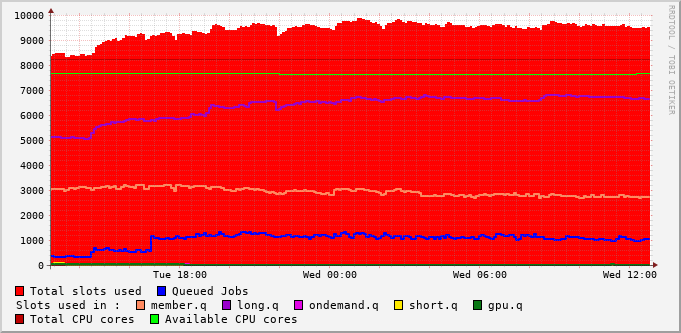 10000
9000
8000
7000
6000
5000
4000
3000
2000
1000
0
Tue 18:00 Wed 00:00 Wed 06:00 Wed 12:00
Total slots used Queued Jobs
Slots used in : member.q long.q ondemand.q short.q gpu.q
Total CPU cores Available CPU cores
RRDTOOL / TOBI OETIKER